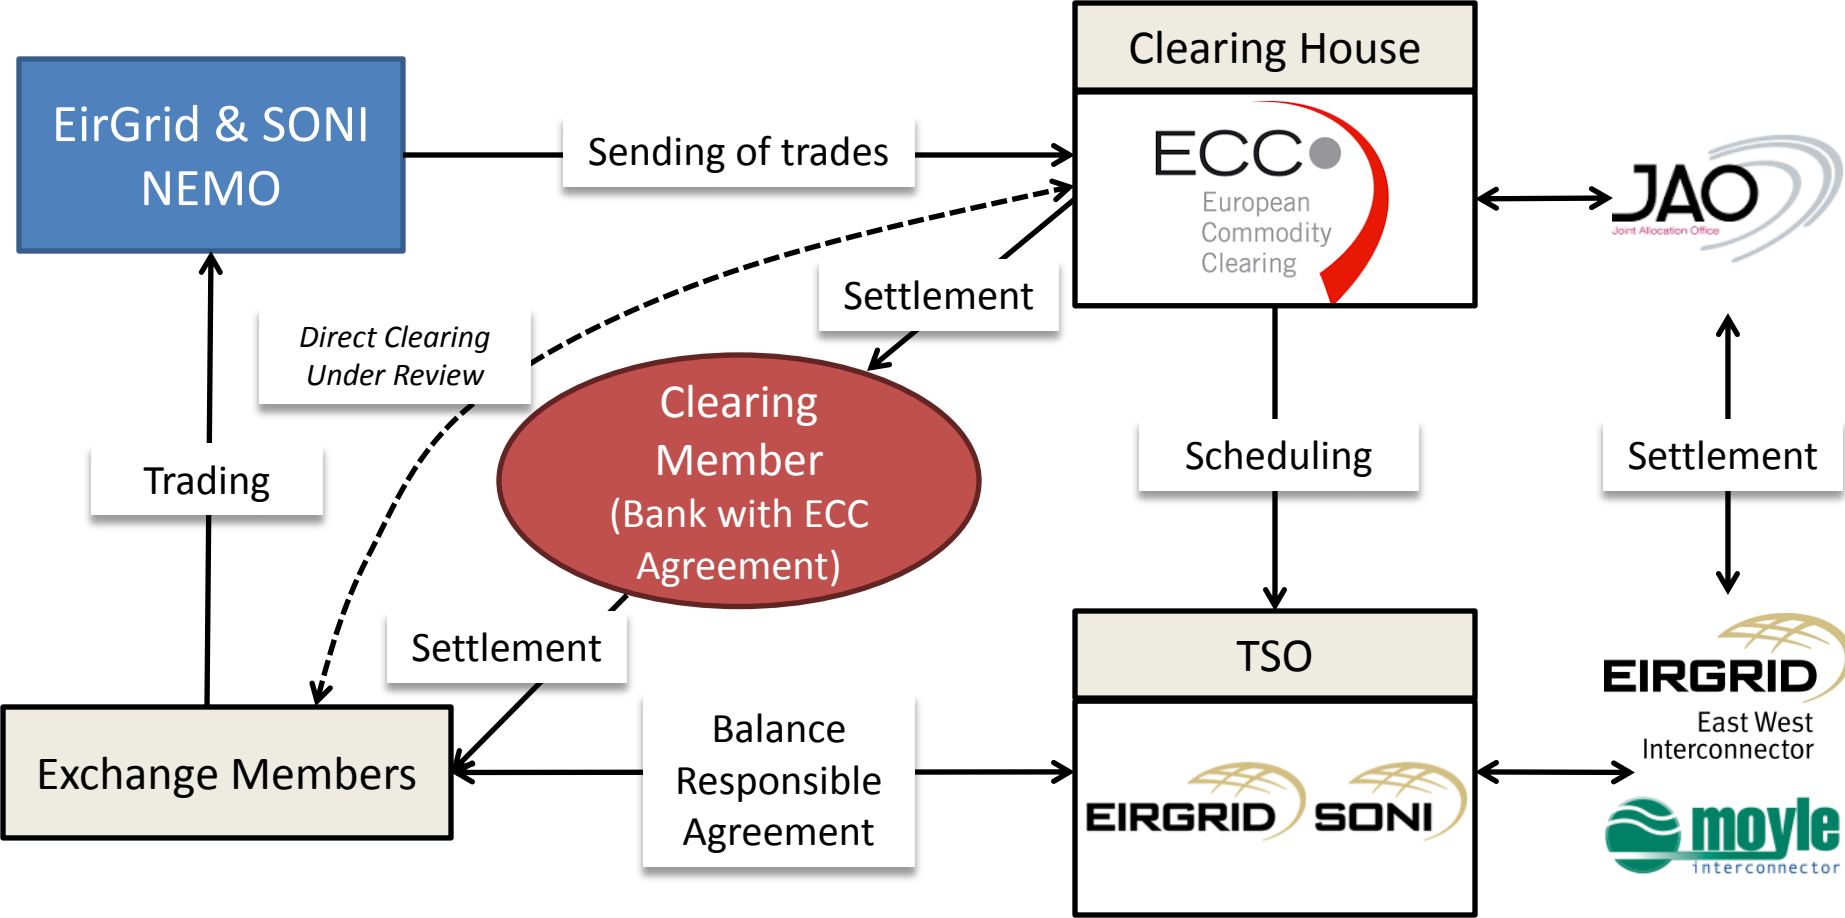 EirGrid & SONI
NEMO
Sending of trades
Clearing House
ECC
European
Commodity
Clearing
JAO
Joint Allocation Office
Direct Clearing
Under Review
Settlement
Clearing
Member
(Bank with ECC
Agreement)
Trading
Scheduling
Settlement
Settlement
Exchange Members
Balance
Responsible
Agreement
TSO
EIRGRID SONI
EIRGRID
East West
Interconnector
moyle
interconnector